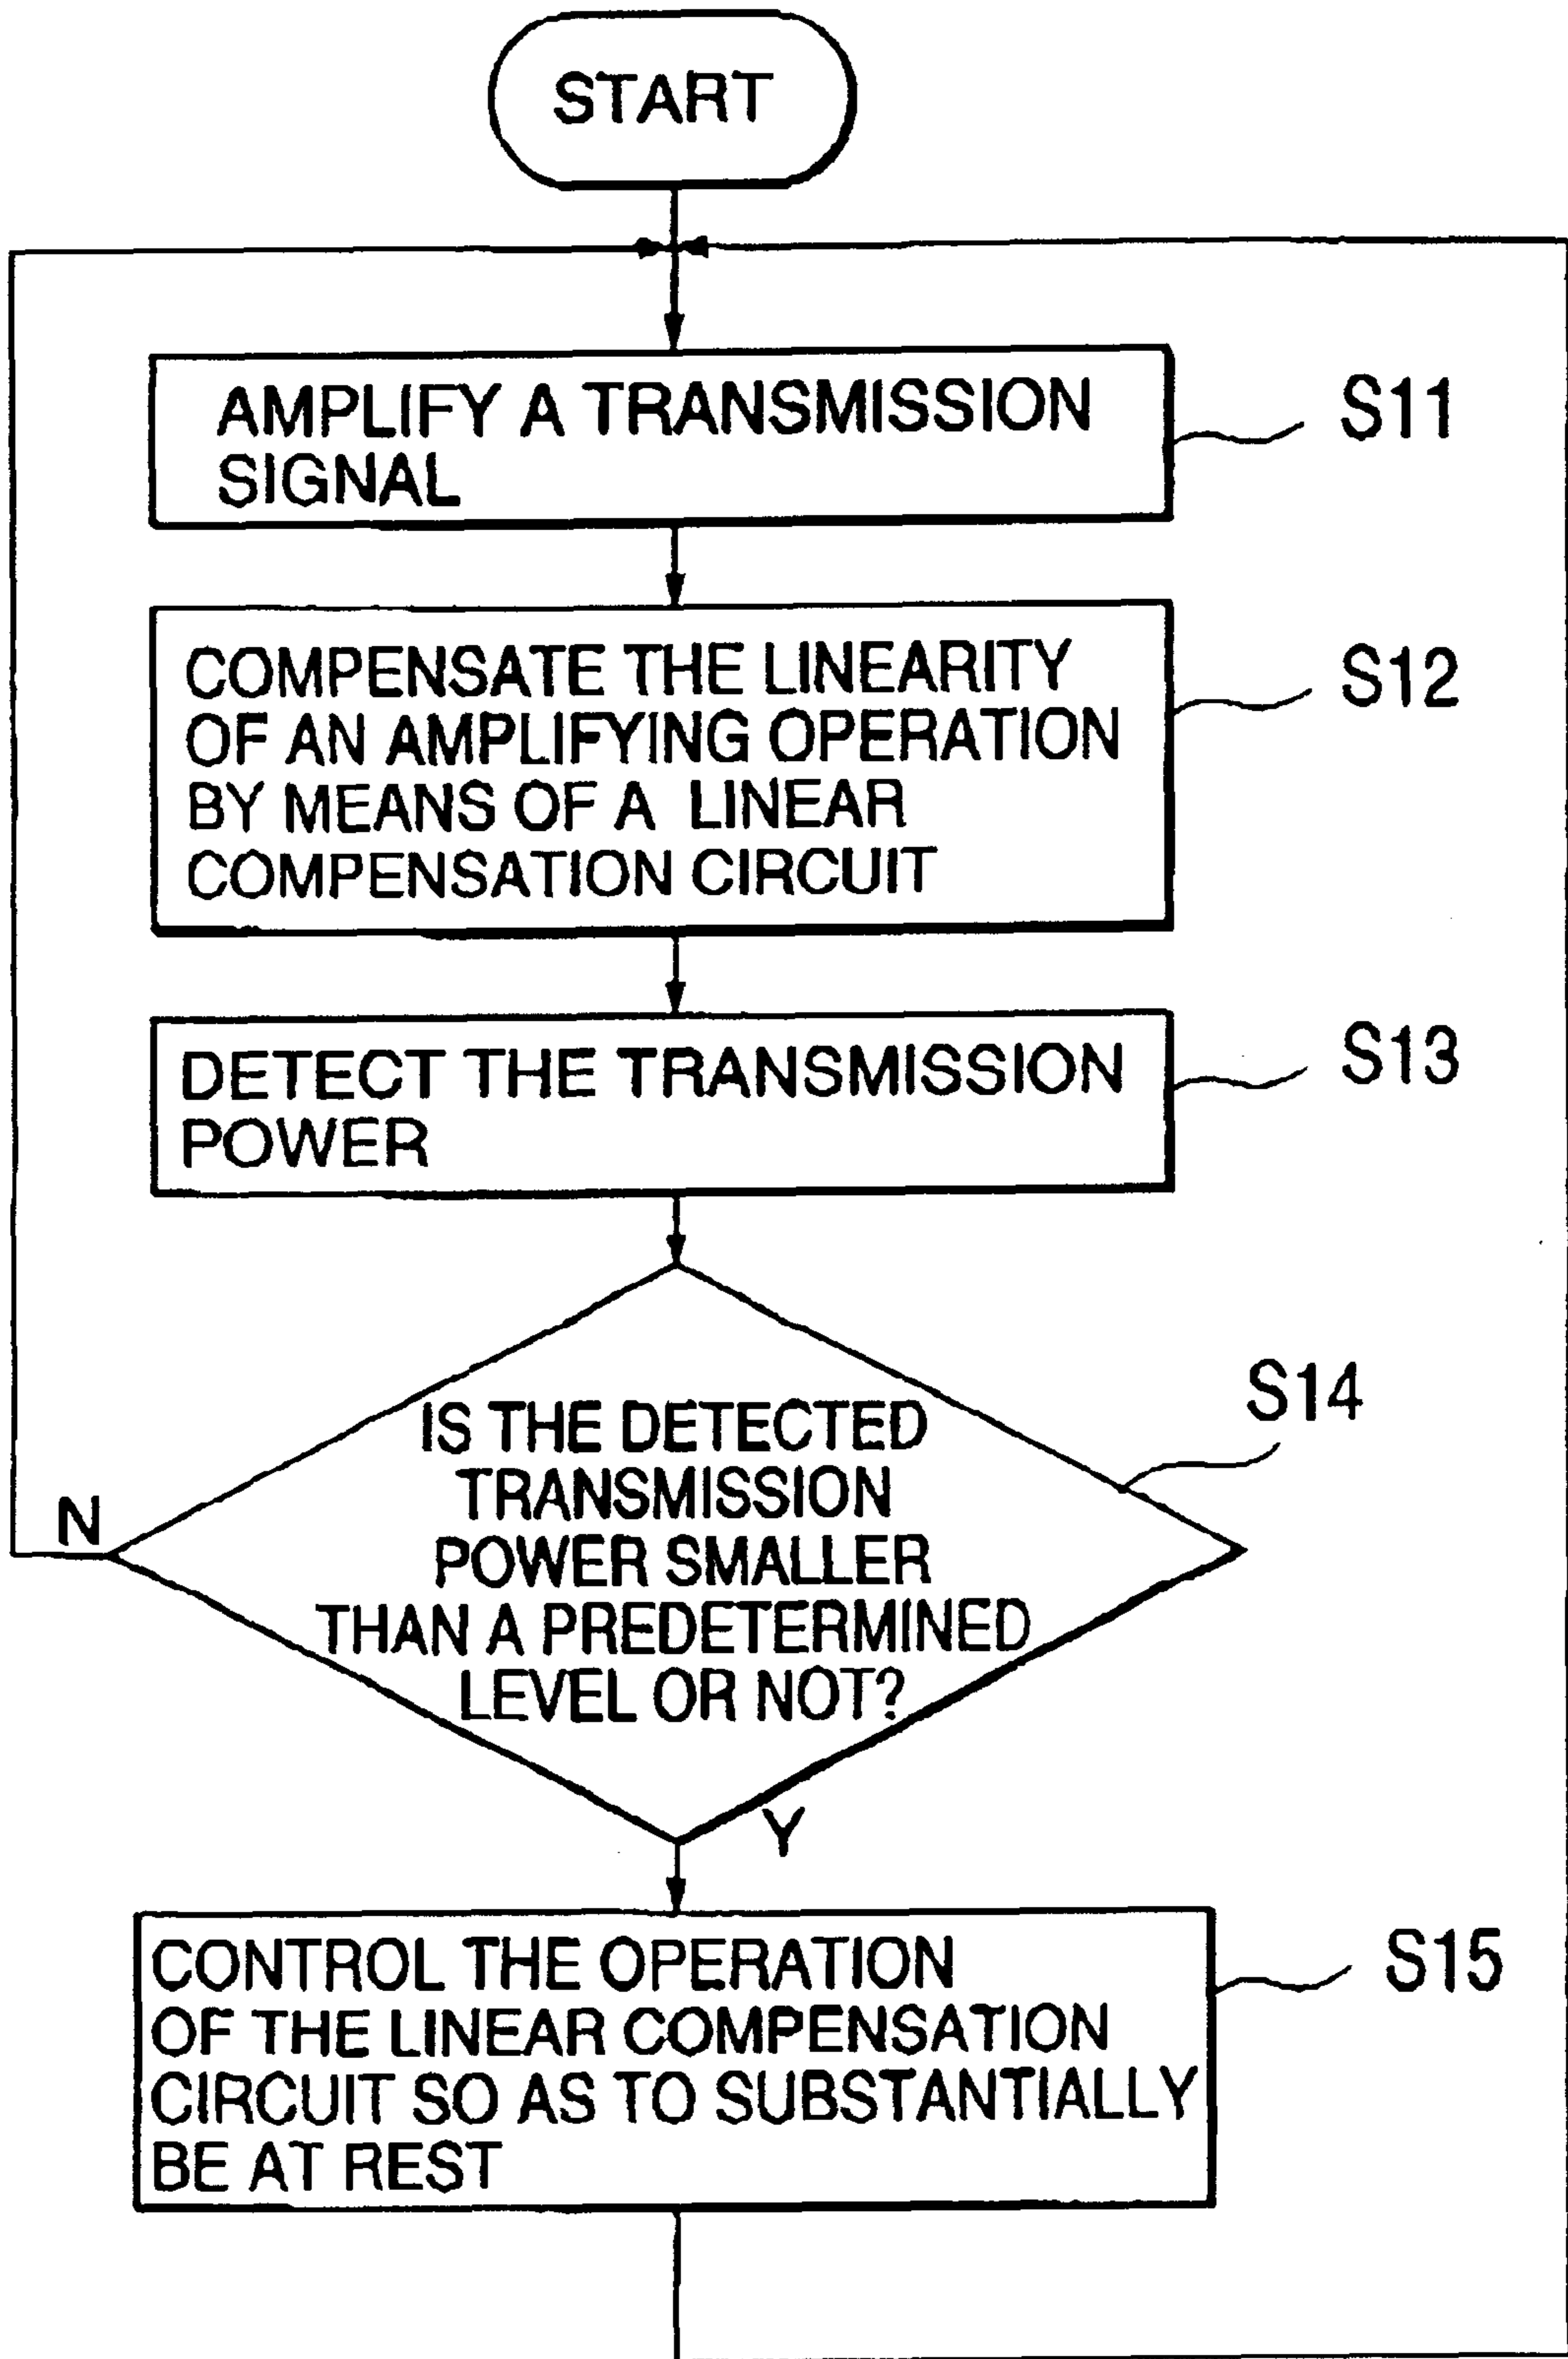 START
AMPLIFY A TRANSMISSION
SIGNAL
S11
COMPENSATE THE LINEARITY
OF AN AMPLIFYING OPERATION
BY MEANS OF A LINEAR
COMPENSATION CIRCUIT
S12
DETECT THE TRANSMISSION
POWER
S13
IS THE DETECTED
TRANSMISSION
POWER SMALLER
THAN A PREDETERMINED
LEVEL OR NOT?
S14
N
Y
CONTROL THE OPERATION
OF THE LINEAR COMPENSATION
CIRCUIT SO AS TO SUBSTANTIALLY
BE AT REST
S15